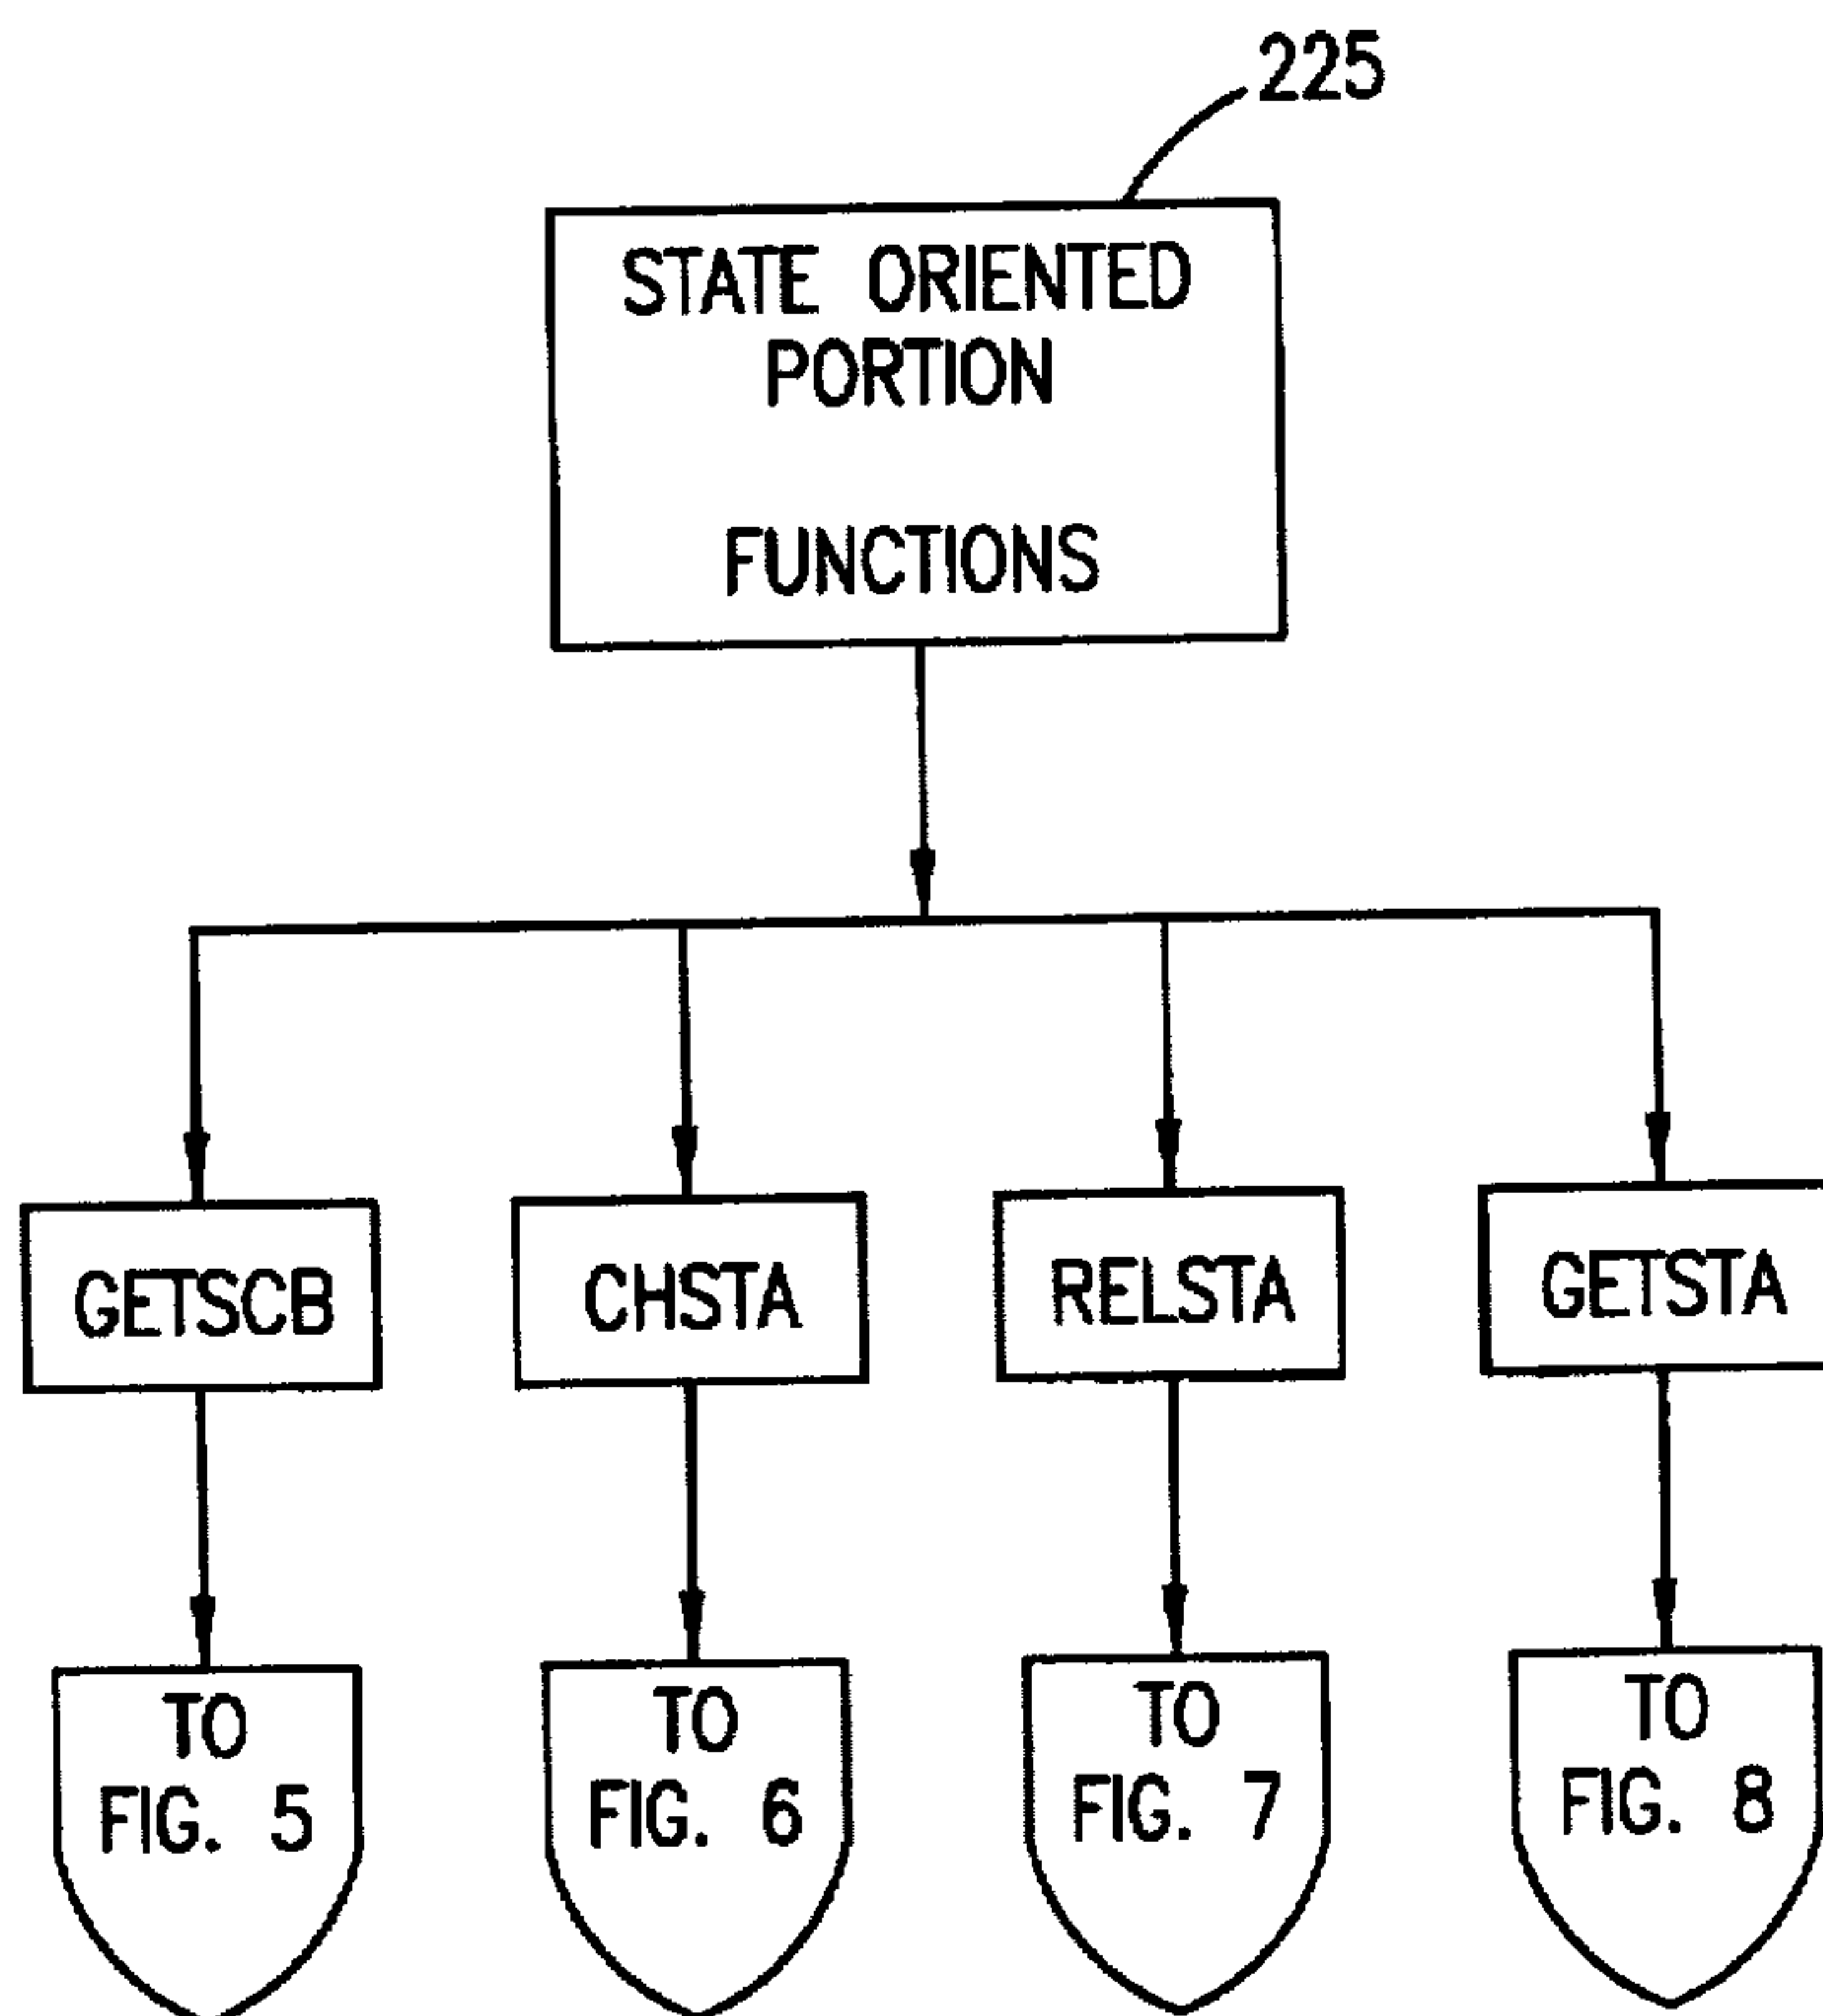 225
STATE ORIENTED
PORTION
FUNCTIONS
GETSCB
CHSTA
RELSTA
GETSTA
TO
FIG. 5
TO
FIG. 6
TO
FIG. 7
TO
FIG. 8